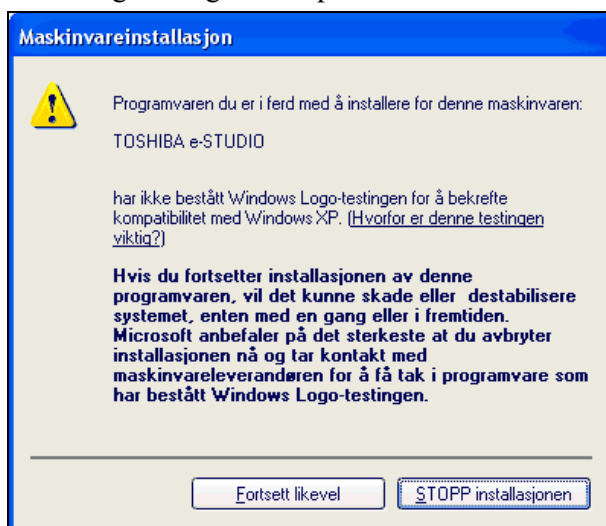 Maskinvareinstallasjon
Programvaren du er i ferd med å installere for denne maskinvaren:
TOSHIBA e-STUDIO
har ikke bestått Windows Logo-testingen for å bekrefte
kompatibilitet med Windows XP. (Hvorfor er denne testingen
viktig?)
Hvis du fortsetter installasjonen av denne
programvaren, vil det kunne skade eller destabilisere
systemet, enten med en gang eller i fremtiden.
Microsoft anbefaler på det sterkeste at du avbryter
installasjonen nå og tar kontakt med
maskinvareleverandøren for å få tak i programvare som
har bestått Windows Logo-testingen.
Fortsett likevel
STOPP installasjonen